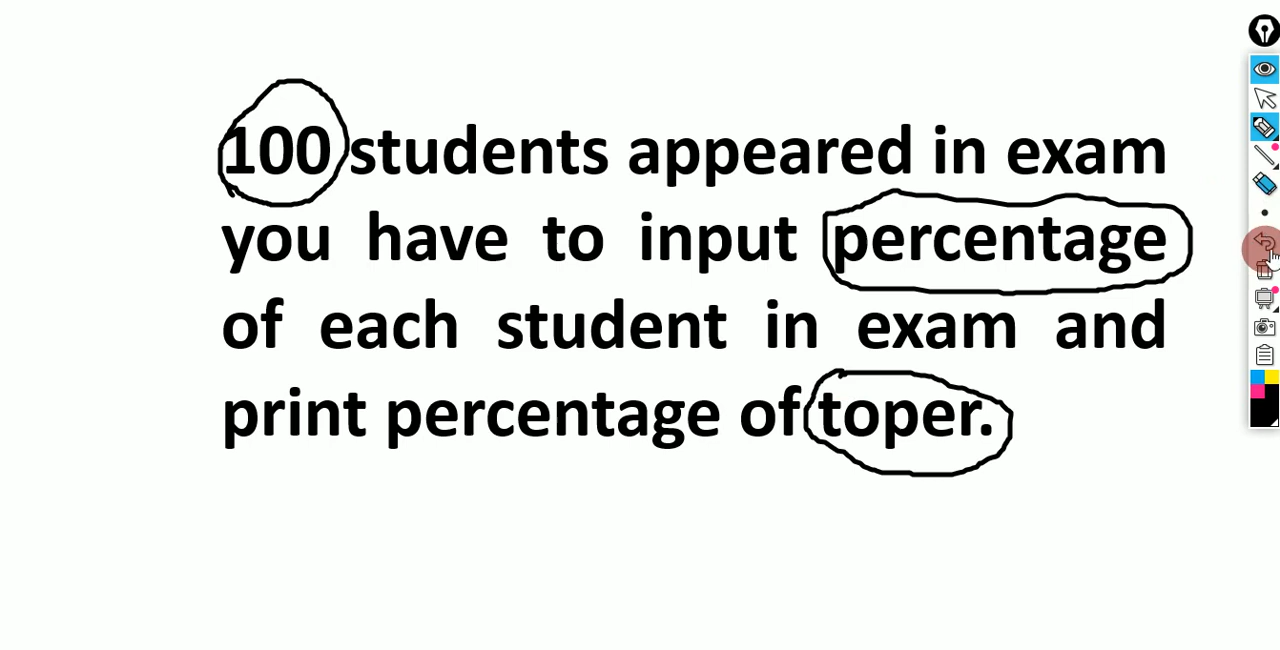 100 students appeared in exam
you have to input percentage
of each student in exam and
print percentage of toper.